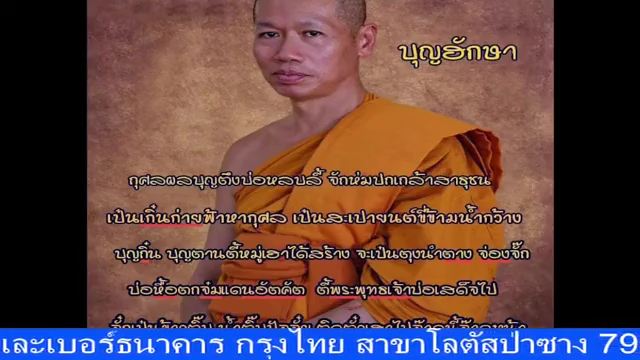 บุญฮักษา
กุศลผลบุญตึงบ่อหลบลี้ จักห่มปกเกล้าสาธุชน
เป๋นเกิ๋นก่ายฟ้าหากุศล เป๋นสะเปายนต์ขี่ข้ามน้ำกว้าง
บุญกิ๋น บุญตานตี้หมู่เฮาได้สร้าง จะเป๋นตุงนำตาง จ่องจั๊ก
บ่อหื้อตกจ๋มแดนอัตคัต ตี้พระพุทธเจ้าบ่อเสด็จไป
เละเบอร์ธนาคาร กรุงไทย สาขาโลตัสป่าซาง 79